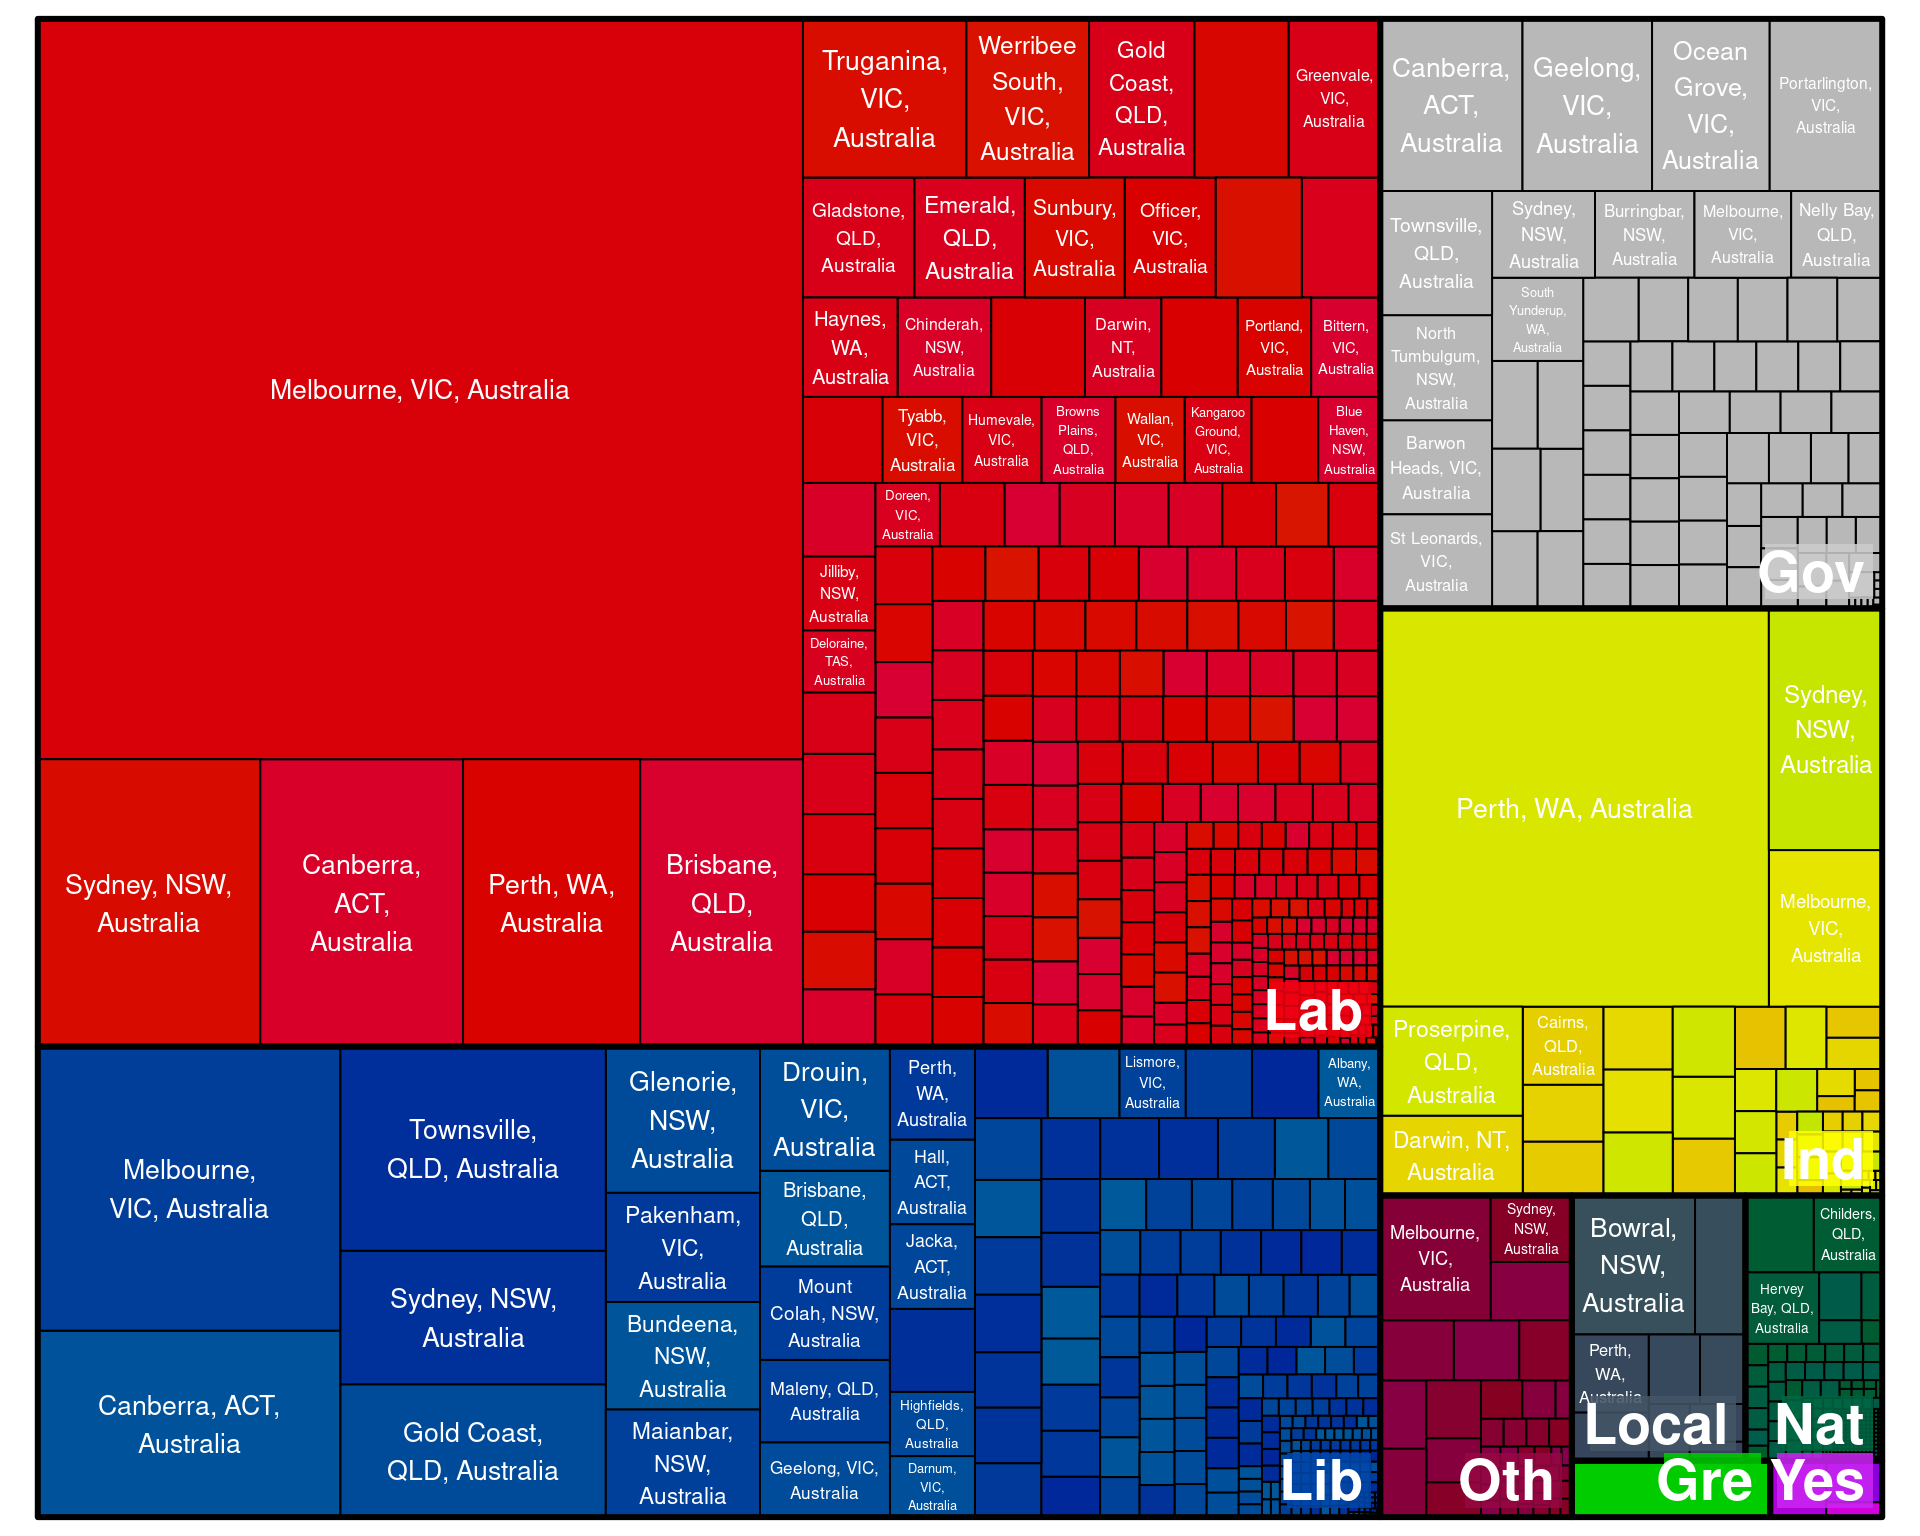 Melbourne, VIC, Australia
Sydney, NSW,
Australia
Canberra,
ACT,
Australia
Perth, WA,
Australia
Brisbane,
QLD,
Australia
Truganina,
VIC,
Australia
Werribee
South,
VIC,
Australia
Gold
Coast,
QLD,
Australia
Greenvale,
VIC,
Australia
Gladstone,
QLD,
Australia
Emerald,
QLD,
Australia
Sunbury,
VIC,
Australia
Officer,
VIC,
Australia
Haynes,
WA,
Australia
Chinderah,
NSW,
Australia
Darwin,
NT,
Australia
Portland,
VIC,
Australia
Bittern,
VIC,
Australia
Tyabb,
VIC,
Australia
Humevale,
VIC,
Australia
Browns
Plains,
QLD,
Australia
Wallan,
VIC,
Australia
Kangaroo
Ground,
VIC,
Australia
Blue
Haven,
NSW,
Australia
Doreen,
VIC,
Australia
Jilliby,
NSW,
Australia
Deloraine,
TAS,
Australia
Lab
Canberra,
ACT,
Australia
Geelong,
VIC,
Australia
Ocean
Grove,
VIC,
Australia
Portarlington,
VIC,
Australia
Townsville,
QLD,
Australia
Sydney,
NSW,
Australia
Burringbar,
NSW,
Australia
Melbourne,
VIC,
Australia
Nelly Bay,
QLD,
Australia
South
Yunderup,
WA,
Australia
North
Tumbulgum,
NSW,
Australia
Barwon
Heads, VIC,
Australia
St Leonards,
VIC,
Australia
Gov
Perth, WA, Australia
Sydney,
NSW,
Australia
Melbourne,
VIC,
Australia
Proserpine,
QLD,
Australia
Cairns,
QLD,
Australia
Darwin, NT,
Australia
Ind
Melbourne,
VIC, Australia
Canberra, ACT,
Australia
Townsville,
QLD, Australia
Sydney, NSW,
Australia
Gold Coast,
QLD, Australia
Glenorie,
NSW,
Australia
Pakenham,
VIC,
Australia
Bundeena,
NSW,
Australia
Maianbar,
NSW,
Australia
Drouin,
VIC,
Australia
Brisbane,
QLD,
Australia
Mount
Colah, NSW,
Australia
Maleny, QLD,
Australia
Geelong, VIC,
Australia
Perth,
WA,
Australia
Hall,
ACT,
Australia
Jacka,
ACT,
Australia
Highfields,
QLD,
Australia
Darnum,
VIC,
Australia
Lismore,
VIC,
Australia
Albany,
WA,
Australia
Lib
Melbourne,
VIC,
Australia
Sydney,
NSW,
Australia
Oth
Bowral,
NSW,
Australia
Perth,
WA,
Australia
Local
Childers,
QLD,
Australia
Hervey
Bay, QLD,
Australia
Nat
Gre
Yes